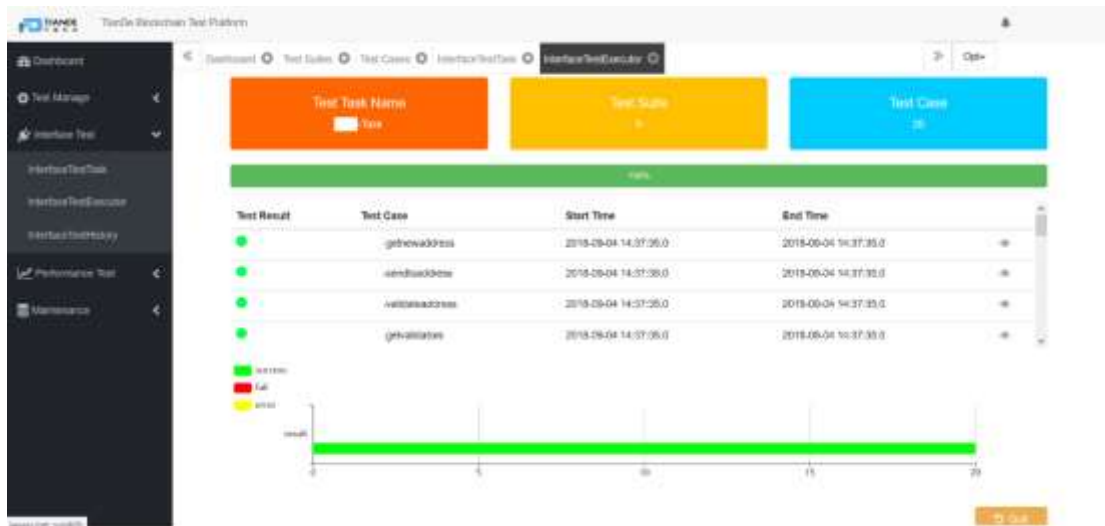 TIANDE
TECH
TianDe Blockchain Test Platform
Dashboard
Test Suites
Test Cases
InterfaceTestTask
InterfaceTestExecutor
Opt
Dashboard
Test Manage
Interface Test
InterfaceTestTask
InterfaceTestExecutor
InterfaceTestHistory
Performance Test
Maintenance
Test Task Name
Test Suite
Test Case
20
100%
Test Result Test Case Start Time End Time
getnewaddress 2018-09-04 14:37:35.0 2018-09-04 14:37:35.0
sendtoaddress 2018-09-04 14:37:35.0 2018-09-04 14:37:35.0
validateaddress 2018-09-04 14:37:35.0 2018-09-04 14:37:35.0
2018-09-04 14:37:35.0 2018-09-04 14:37:35.0
success
fail
error
result
0 5 10 15 20
Quit